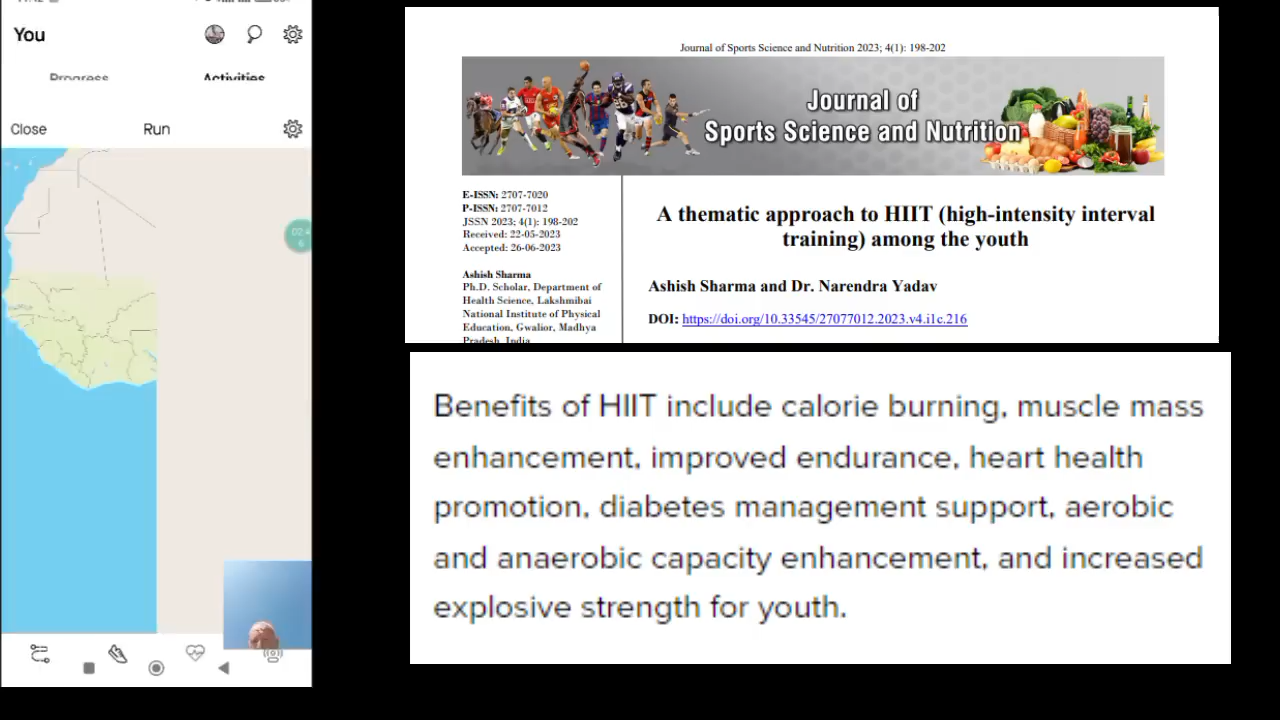 You
Progress
Activities
Close
Run
Journal of Sports Science and Nutrition 2023; 4(1): 198-202
Journal of
Sports Science and Nutrition
E-ISSN: 2707-7020
P-ISSN: 2707-7012
JSSN 2023; 4(1): 198-202
Received: 22-05-2023
Accepted: 26-06-2023
Ashish Sharma
Ph.D. Scholar, Department of
Health Science, Lakshmibai
National Institute of Physical
Education, Gwalior, Madhya
Pradesh, India
A thematic approach to HIIT (high-intensity interval
training) among the youth
Ashish Sharma and Dr. Narendra Yadav
DOI: https://doi.org/10.33545/27077012.2023.v4.i1c.216
Benefits of HIIT include calorie burning, muscle mass
enhancement, improved endurance, heart health
promotion, diabetes management support, aerobic
and anaerobic capacity enhancement, and increased
explosive strength for youth.